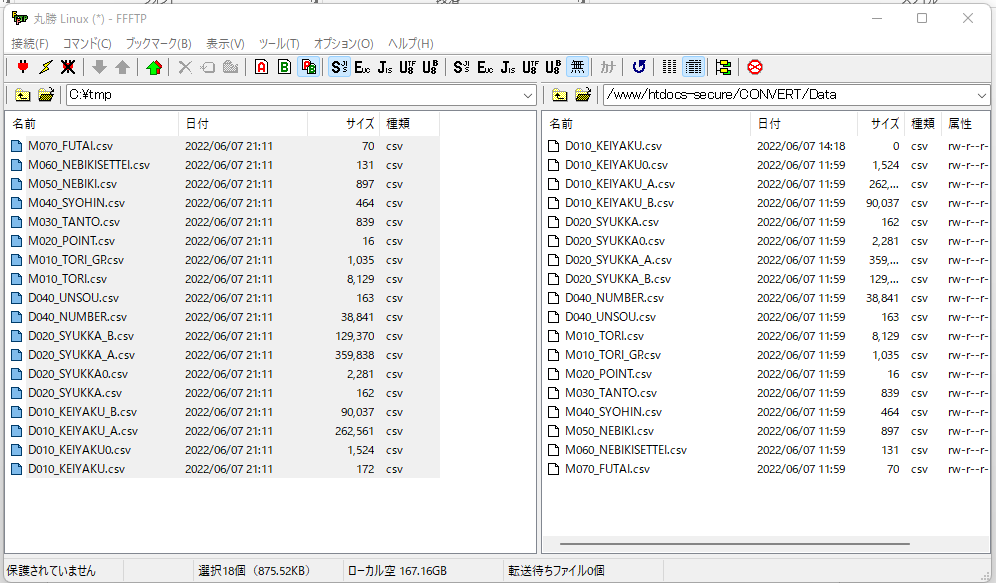 丸勝 Linux (*) - FFFTP
接続(F) コマンド(C) ブックマーク(B) 表示(V) ツール(T) オプション(O) ヘルプ(H)
C:¥tmp /www/htdocs-secure/CONVERT/Data
名前 日付 サイズ 種類 名前 日付 サイズ 種類 属性
M070_FUTAI.csv 2022/06/07 21:11 70 csv D010_KEIYAKU.csv 2022/06/07 14:18 0 csv rw-r--r-
M060_NEBIKISETTEI.csv 2022/06/07 21:11 131 csv D010_KEIYAKU0.csv 2022/06/07 11:59 1,524 csv rw-r--r-
M050_NEBIKI.csv 2022/06/07 21:11 897 csv D010_KEIYAKU_A.csv 2022/06/07 11:59 262,... csv rw-r--r-
M040_SYOHIN.csv 2022/06/07 21:11 464 csv D010_KEIYAKU_B.csv 2022/06/07 11:59 90,037 csv rw-r--r-
M030_TANTO.csv 2022/06/07 21:11 839 csv D020_SYUKKA.csv 2022/06/07 11:59 162 csv rw-r--r-
M020_POINT.csv 2022/06/07 21:11 16 csv D020_SYUKKA0.csv 2022/06/07 11:59 2,281 csv rw-r--r-
M010_TORI_GP.csv 2022/06/07 21:11 1,035 csv D020_SYUKKA_A.csv 2022/06/07 11:59 359,... csv rw-r--r-
M010_TORI.csv 2022/06/07 21:11 8,129 csv D020_SYUKKA_B.csv 2022/06/07 11:59 129,... csv rw-r--r-
D040_UNSOU.csv 2022/06/07 21:11 163 csv D040_NUMBER.csv 2022/06/07 11:59 38,841 csv rw-r--r-
D040_NUMBER.csv 2022/06/07 21:11 38,841 csv D040_UNSOU.csv 2022/06/07 11:59 163 csv rw-r--r-
D020_SYUKKA_B.csv 2022/06/07 21:11 129,370 csv M010_TORI.csv 2022/06/07 11:59 8,129 csv rw-r--r-
D020_SYUKKA_A.csv 2022/06/07 21:11 359,838 csv M010_TORI_GP.csv 2022/06/07 11:59 1,035 csv rw-r--r-
D020_SYUKKA0.csv 2022/06/07 21:11 2,281 csv M020_POINT.csv 2022/06/07 11:59 16 csv rw-r--r-
D020_SYUKKA.csv 2022/06/07 21:11 162 csv M030_TANTO.csv 2022/06/07 11:59 839 csv rw-r--r-
D010_KEIYAKU_B.csv 2022/06/07 21:11 90,037 csv M040_SYOHIN.csv 2022/06/07 11:59 464 csv rw-r--r-
D010_KEIYAKU_A.csv 2022/06/07 21:11 262,561 csv M050_NEBIKI.csv 2022/06/07 11:59 897 csv rw-r--r-
D010_KEIYAKU0.csv 2022/06/07 21:11 1,524 csv M060_NEBIKISETTEI.csv 2022/06/07 11:59 131 csv rw-r--r-
D010_KEIYAKU.csv 2022/06/07 21:11 172 csv M070_FUTAI.csv 2022/06/07 11:59 70 csv rw-r--r-
保護されていません 選択18個（875.52KB） ローカル空 167.16GB 転送待ちファイル0個